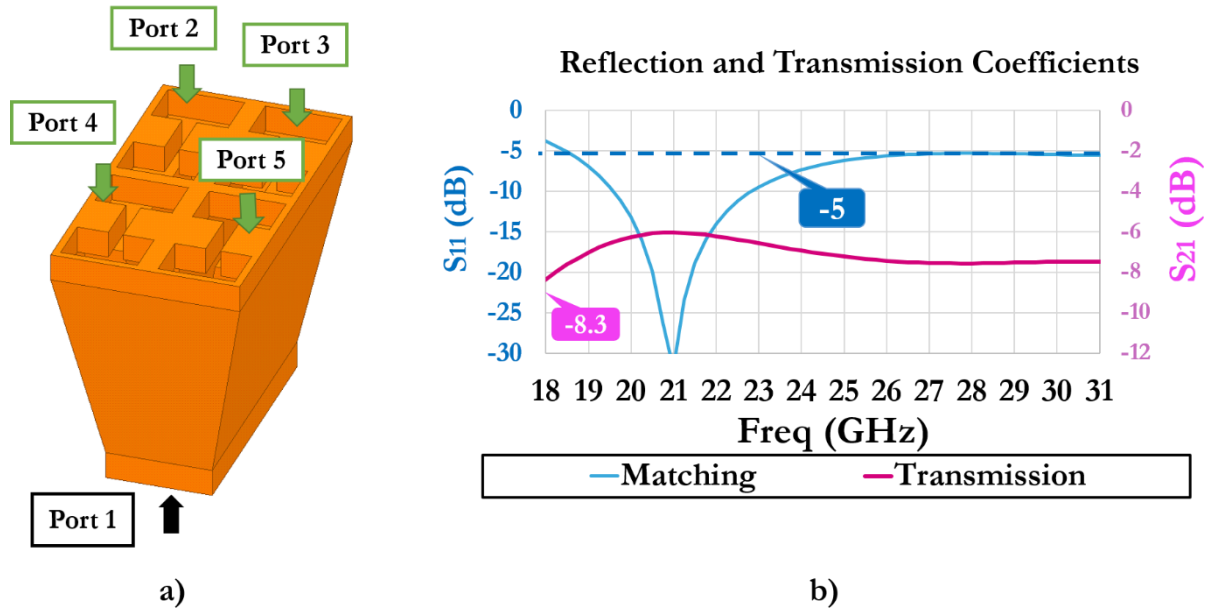 Port 2
Port 3
Port 4
Port 5
Port 1
a)
Reflection and Transmission Coefficients
S11 (dB)
0
-5
-10
-15
-20
-25
-30
-5
-8.3
0
-2
-4
-6
-8
-10
-12
S21 (dB)
18 19 20 21 22 23 24 25 26 27 28 29 30 31
Freq (GHz)
Matching Transmission
b)